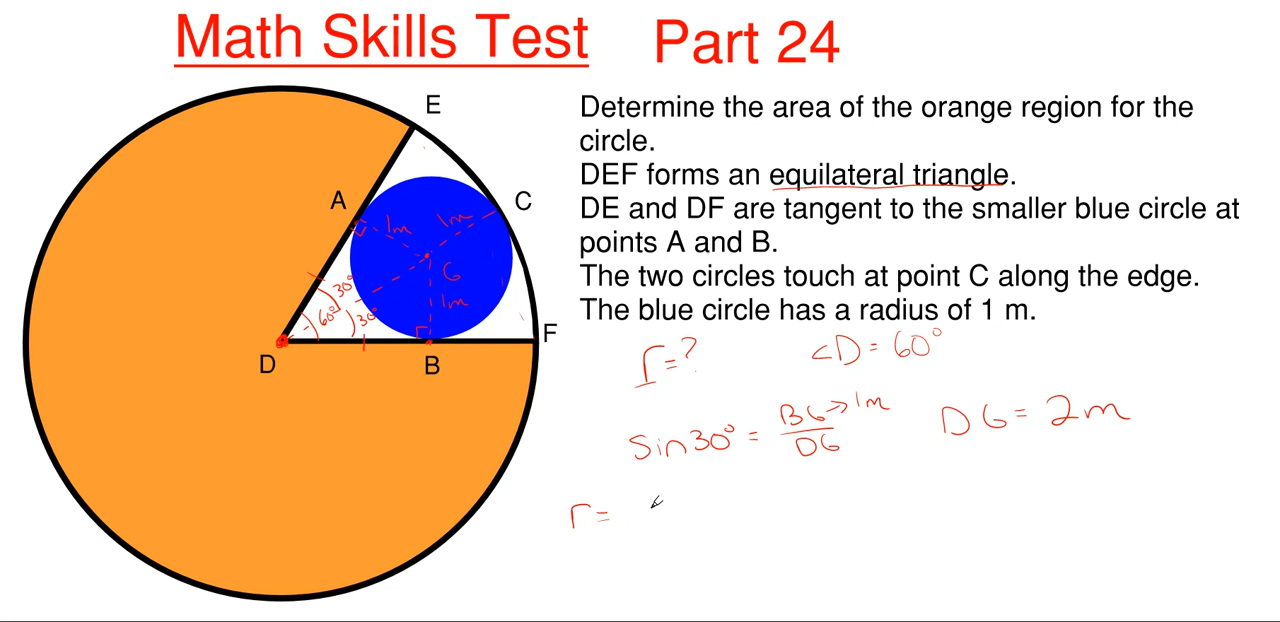 Math Skills Test Part 24
E
Determine the area of the orange region for the
circle.
DEF forms an equilateral triangle.
A
C
DE and DF are tangent to the smaller blue circle at
points A and B.
1m
1m
G
The two circles touch at point C along the edge.
30°
1m
The blue circle has a radius of 1 m.
60°
30°
F
D
B
r=?
<D = 60°
Sin30° = BG→1m
DG
DG = 2m
r=